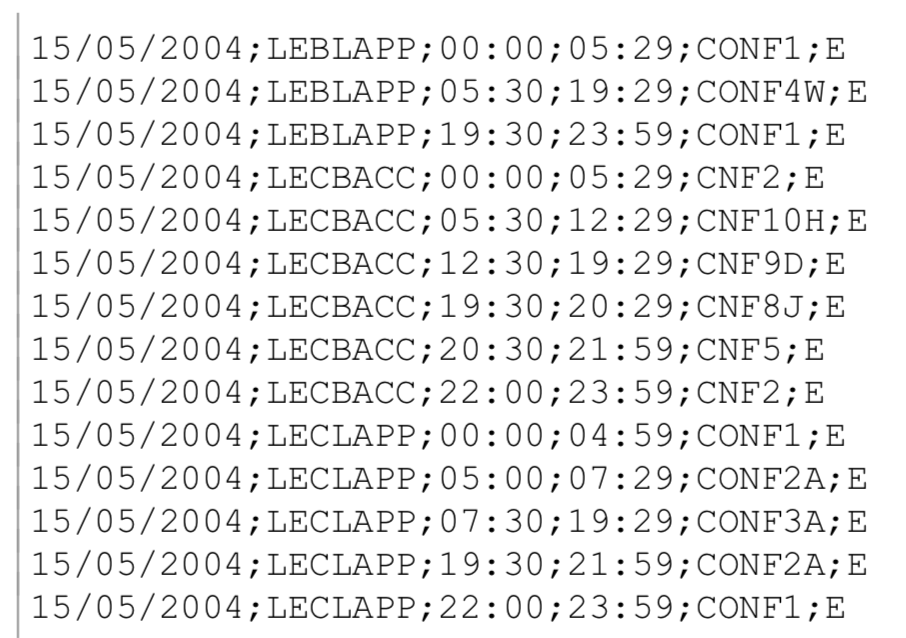 15/05/2004;LEBLAPP;00:00;05:29;CONF1;E
15/05/2004;LEBLAPP;05:30;19:29;CONF4W;E
15/05/2004;LEBLAPP;19:30;23:59;CONF1;E
15/05/2004;LECBACC;00:00;05:29;CNF2;E
15/05/2004;LECBACC;05:30;12:29;CNF10H;E
15/05/2004;LECBACC;12:30;19:29;CNF9D;E
15/05/2004;LECBACC;19:30;20:29;CNF8J;E
15/05/2004;LECBACC;20:30;21:59;CNF5;E
15/05/2004;LECBACC;22:00;23:59;CNF2;E
15/05/2004;LECLAPP;00:00;04:59;CONF1;E
15/05/2004;LECLAPP;05:00;07:29;CONF2A;E
15/05/2004;LECLAPP;07:30;19:29;CONF3A;E
15/05/2004;LECLAPP;19:30;21:59;CONF2A;E
15/05/2004;LECLAPP;22:00;23:59;CONF1;E